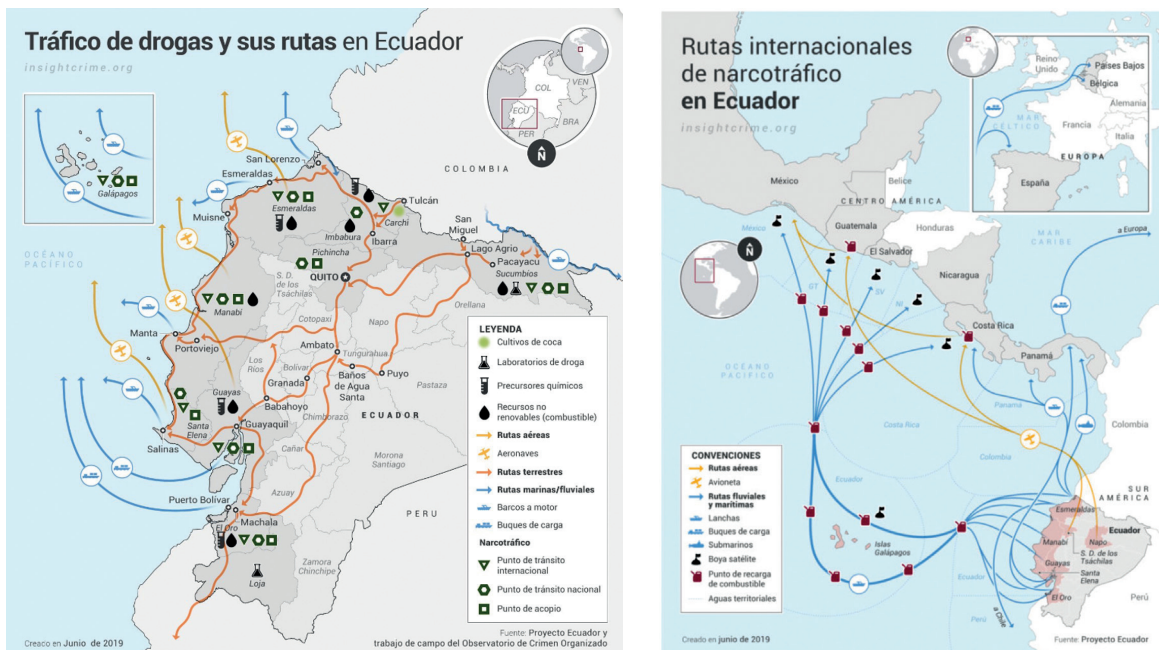 Tráfico de drogas y sus rutas en Ecuador
insightcrime.org
COL
VEN
ECU
PER
BRA
N
COLOMBIA
San Lorenzo
Esmeraldas
Galápagos
Esmeraldas
Tulcán
Carchi
Muisne
Imbabura
Ibarra
San
Miguel
OCÉANO
PACÍFICO
Pichincha
Lago Agrio
Pacayacu
QUITO
Sucumbíos
S. D.
de los
Tsáchilas
Orellana
Manabí
Cotopaxi
Napo
Manta
Portoviejo
Ambato
Tungurahua
Los
Ríos
Bolívar
Baños
de Agua
Santa
Puyo
Granada
Pastaza
Guayas
Babahoyo
Chimborazo
ECUADOR
Santa
Elena
Guayaquil
Salinas
Cañar
Morona
Santiago
Azuay
Puerto Bolívar
PERU
Machala
El Oro
Zamora
Chinchipe
Loja
LEYENDA
Cultivos de coca
Laboratorios de droga
Precursores químicos
Recursos no
renovables (combustible)
Rutas aéreas
Aeronaves
Rutas terrestres
Rutas marinas/fluviales
Barcos a motor
Buques de carga
Narcotráfico
Punto de tránsito
internacional
Punto de tránsito nacional
Punto de acopio
Creado en Junio de 2019
Fuente: Proyecto Ecuador y
trabajo de campo del Observatorio de Crimen Organizado
Rutas internacionales
de narcotráfico
en Ecuador
insightcrime.org
Reino
Unido
Países Bajos
Bélgica
Alemania
MAR
CELTICO
Francia
Italia
EUROPA
España
México
Belice
CENTRO AMÉRICA
México
Guatemala
Honduras
MAR
CARIBE
a Europa
N
El Salvador
GT
SV
Nicaragua
NI
Costa Rica
Panamá
OCÉANO
PACÍFICO
Panamá
Costa Rica
Colombia
Colombia
Ecuador
SUR
AMÉRICA
Esmeraldas
Ecuador
Manabí
Napo
Islas
Galápagos
S. D. de los
Tsáchilas
Guayas
Santa
Elena
Ecuador
El Oro
Perú
Perú
a Chile
CONVENCIONES
Rutas aéreas
Avioneta
Rutas fluviales
y marítimas
Lanchas
Buques de carga
Submarinos
Boya satélite
Punto de recarga
de combustible
Aguas territoriales
Creado en junio de 2019
Fuente: Proyecto Ecuador